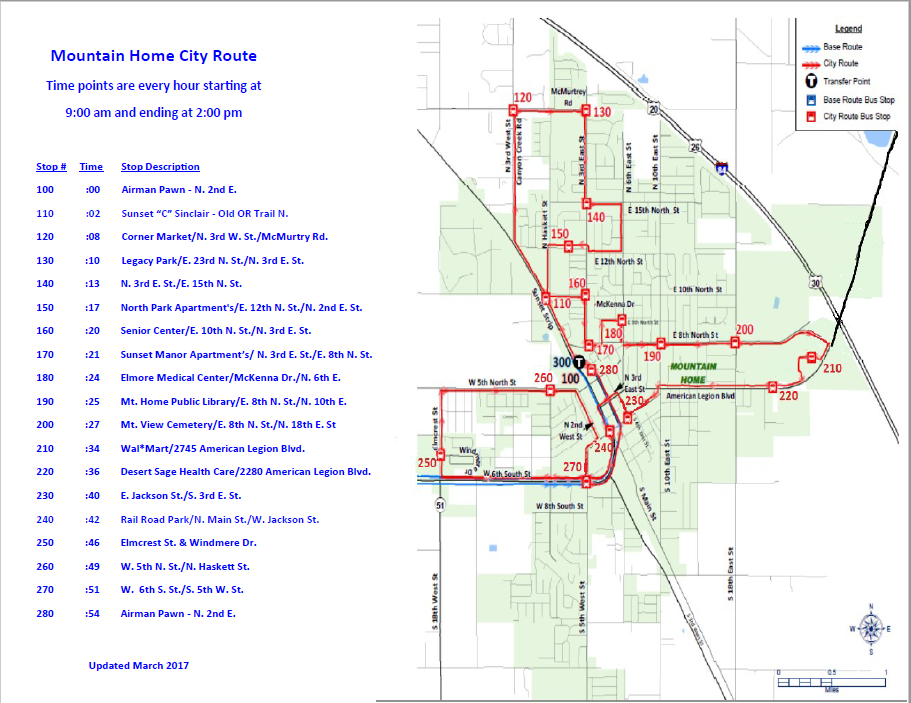 Mountain Home City Route
Time points are every hour starting at
9:00 am and ending at 2:00 pm
Stop # Time Stop Description
100 :00 Airman Pawn - N. 2nd E.
110 :02 Sunset “C” Sinclair - Old OR Trail N.
120 :08 Corner Market/N. 3rd W. St./McMurtry Rd.
130 :10 Legacy Park/E. 23rd N. St./N. 3rd E. St.
140 :13 N. 3rd E. St./E. 15th N. St.
150 :17 North Park Apartment's/E. 12th N. St./N. 2nd E. St.
160 :20 Senior Center/E. 10th N. St./N. 3rd E. St.
170 :21 Sunset Manor Apartment’s/ N. 3rd E. St./E. 8th N. St.
180 :24 Elmore Medical Center/McKenna Dr./N. 6th E.
190 :25 Mt. Home Public Library/E. 8th N. St./N. 10th E.
200 :27 Mt. View Cemetery/E. 8th N. St./N. 18th E. St
210 :34 Wal*Mart/2745 American Legion Blvd.
220 :36 Desert Sage Health Care/2280 American Legion Blvd.
230 :40 E. Jackson St./S. 3rd E. St.
240 :42 Rail Road Park/N. Main St./W. Jackson St.
250 :46 Elmcrest St. & Windmere Dr.
260 :49 W. 5th N. St./N. Haskett St.
270 :51 W. 6th S. St./S. 5th W. St.
280 :54 Airman Pawn - N. 2nd E.
Updated March 2017
Legend
Base Route
City Route
T Transfer Point
Base Route Bus Stop
City Route Bus Stop
120
McMurtrey
Rd
130
20
26
84
N 3rd West St
Canyon Creek Rd
N 3rd East St
N 6th East St
N 10th East St
140
E 15th North St
N Haskett St
150
E 12th North St
160
E 10th North St
30
110
McKenna Dr
Sunset Strip
180
E 8th North St
200
170
190
300
T
280
100
260
210
MOUNTAIN
HOME
W 5th North St
N 3rd
East St
230
American Legion Blvd
220
Elmcrest St
N 2nd
West St
240
250
Windmere
Dr
W 6th South St
270
S 10th East St
51
W 8th South St
S Main St
S 18th West St
S 5th West St
S 18th East St
N
W E
S
0 0.5 1
Miles